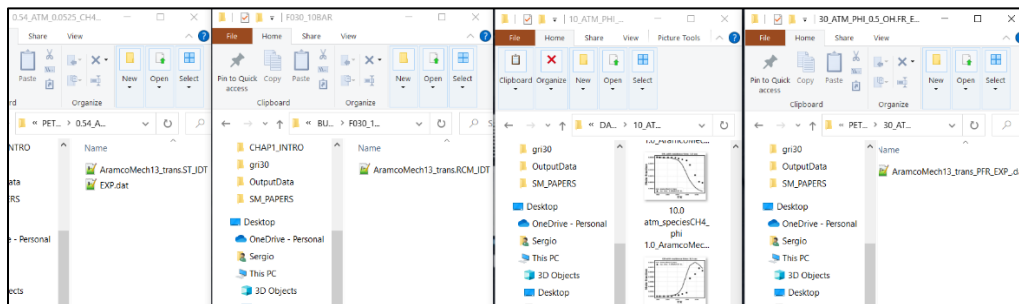 0.54_ATM_0.0525_CH4...
Share
View
Paste
Organize
New
Open
Select
PET...
0.54_A...
NTRO
ata
ERS
e - Personal
ects
AramcoMech13_trans.ST_IDT
EXP.dat
F030_10BAR
File
Home
Share
View
Pin to Quick
access
Copy
Paste
Clipboard
Organize
New
Open
Select
BU...
F030_1...
CHAP1_INTRO
gri30
OutputData
SM_PAPERS
Desktop
OneDrive - Personal
Sergio
This PC
3D Objects
AramcoMech13_trans.RCM_IDT
10_ATM_PHI_...
File
Home
Share
View
Picture Tools
Clipboard
Organize
New
Open
Select
DA...
10_AT...
gri30
OutputData
SM_PAPERS
Desktop
OneDrive - Personal
Sergio
This PC
3D Objects
Desktop
1.0_AramcoMec...
10.0
atm_speciesCH4_
phi
1.0_AramcoMec...
30_ATM_PHI_0.5_OH.FR_E...
File
Home
Share
View
Pin to Quick
access
Copy
Paste
Clipboard
Organize
New
Open
Select
PET...
30_AT...
gri30
OutputData
SM_PAPERS
Desktop
OneDrive - Personal
Sergio
This PC
3D Objects
Desktop
Name
AramcoMech13_trans_PFR_EXP_.da